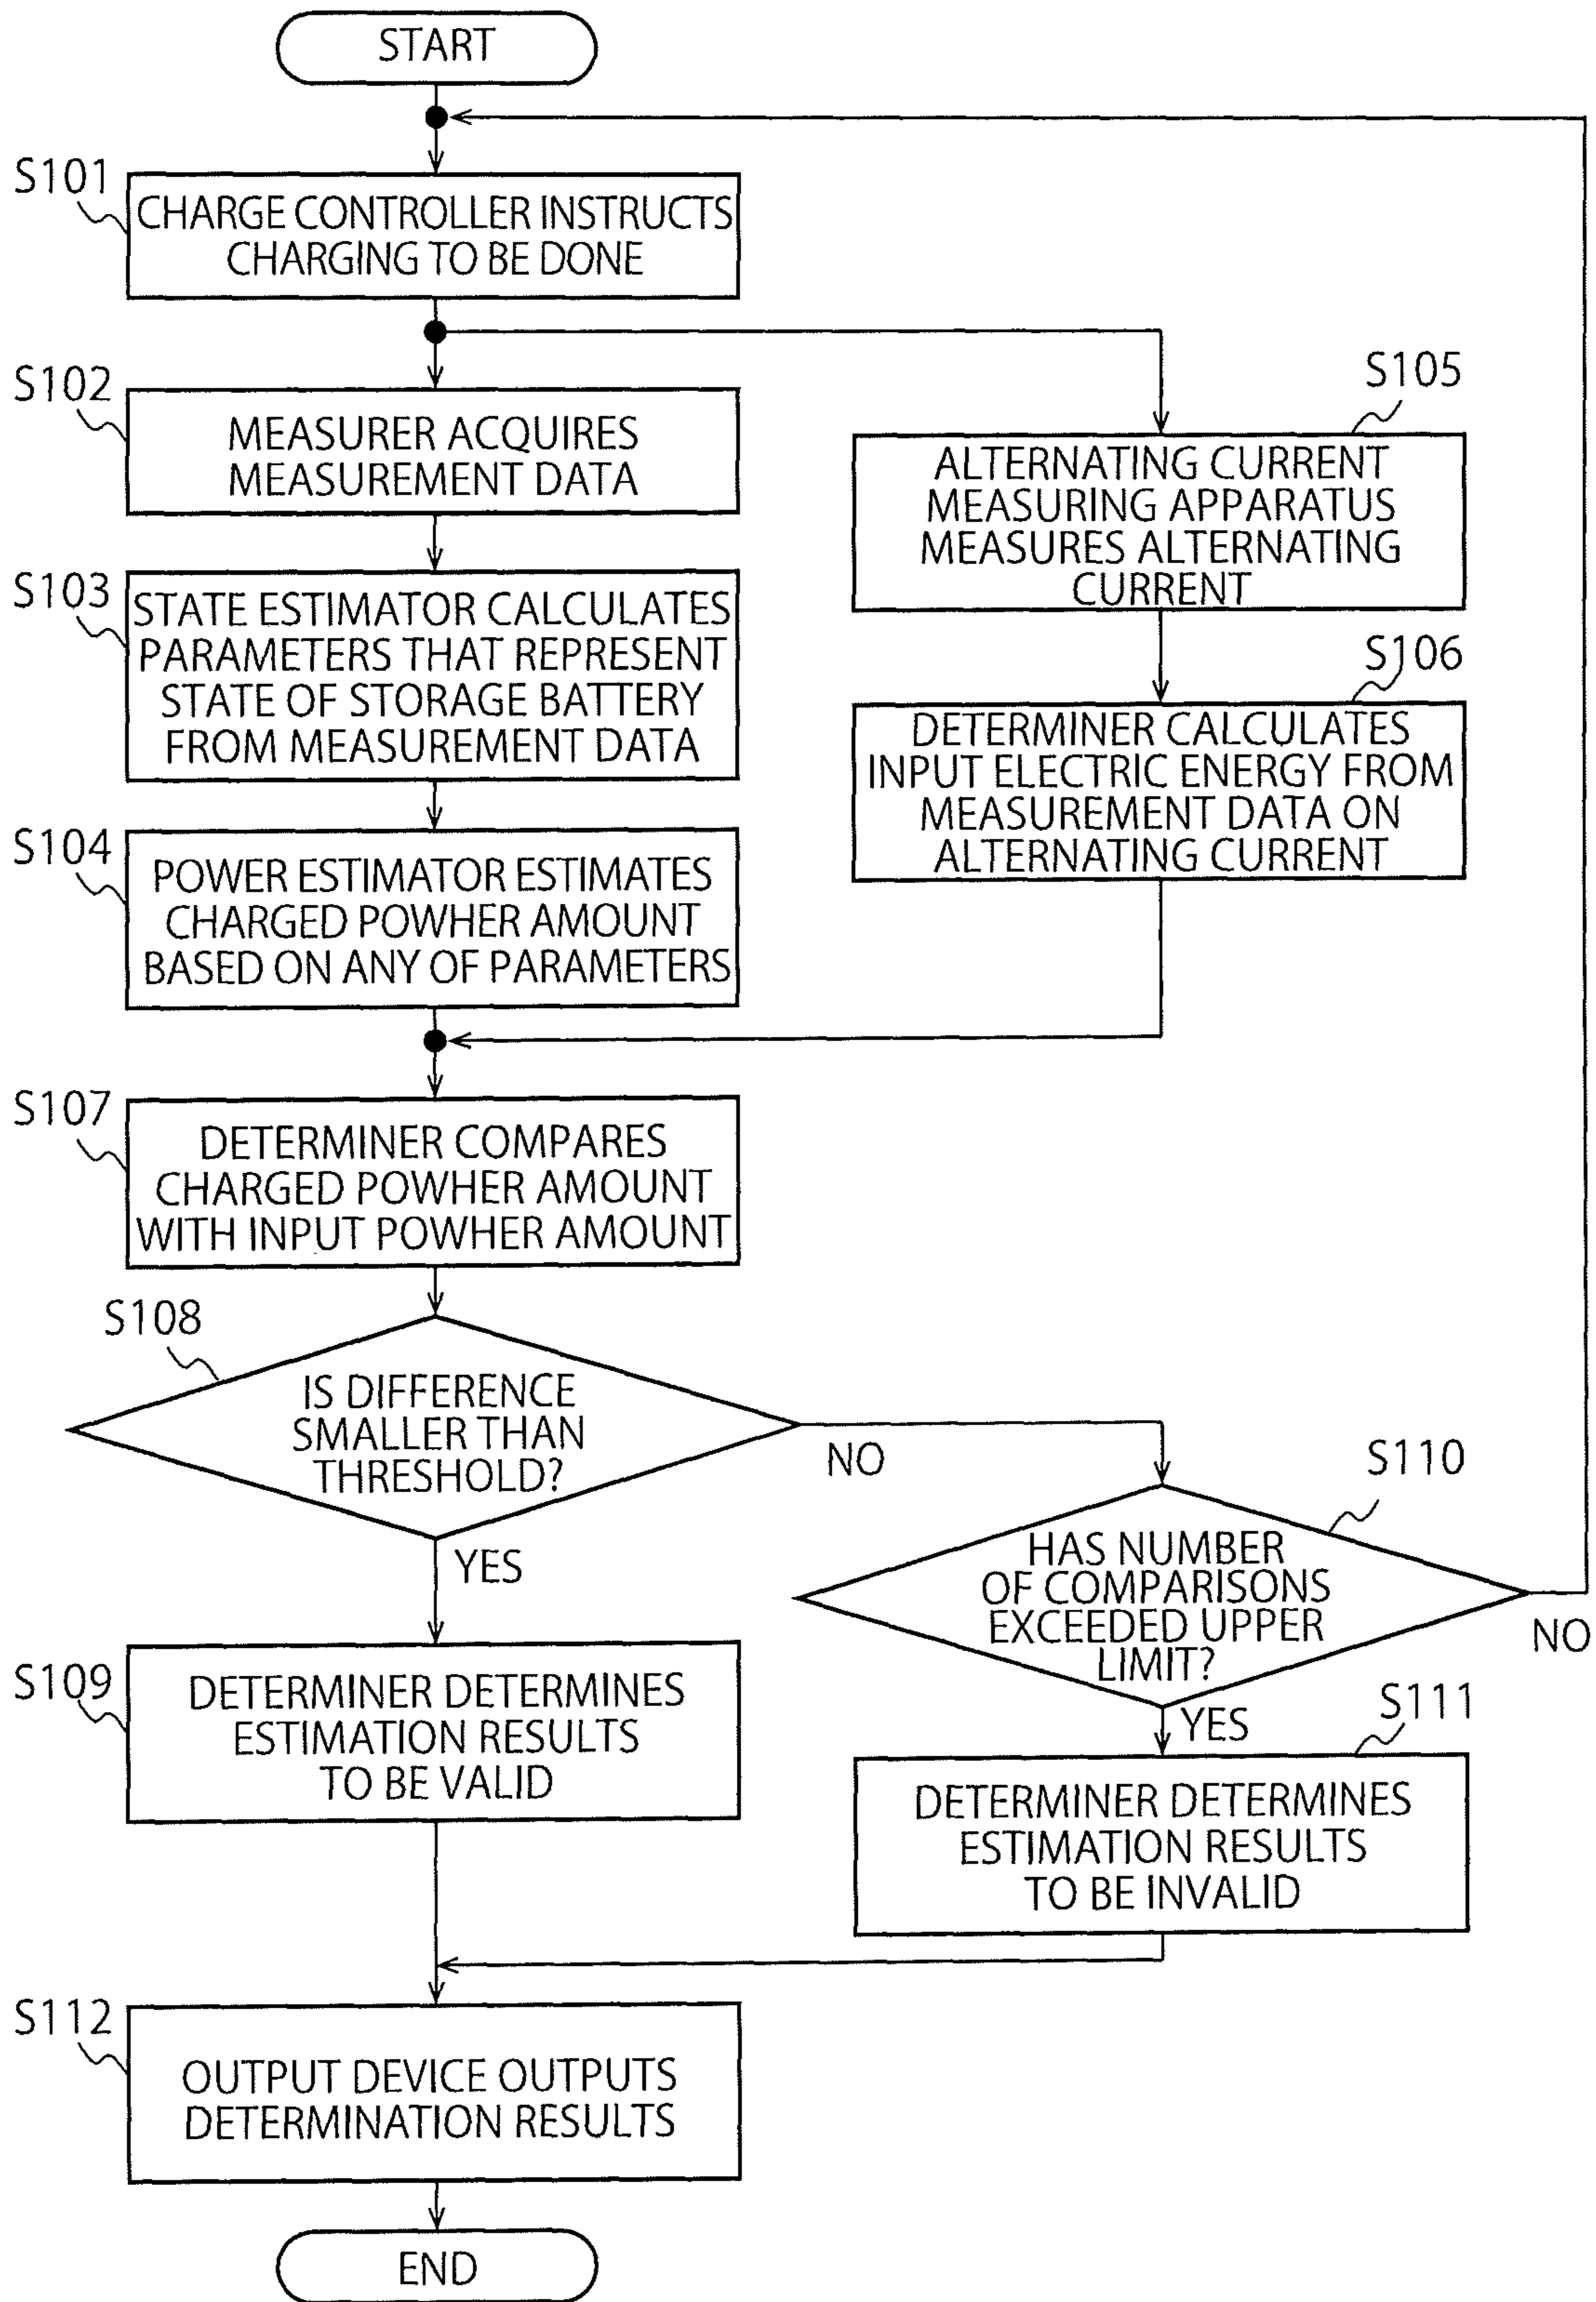 START
S101
CHARGE CONTROLLER INSTRUCTS
CHARGING TO BE DONE
S102
MEASURER ACQUIRES
MEASUREMENT DATA
S103
STATE ESTIMATOR CALCULATES
PARAMETERS THAT REPRESENT
STATE OF STORAGE BATTERY
FROM MEASUREMENT DATA
S104
POWER ESTIMATOR ESTIMATES
CHARGED POWHER AMOUNT
BASED ON ANY OF PARAMETERS
S105
ALTERNATING CURRENT
MEASURING APPARATUS
MEASURES ALTERNATING
CURRENT
S106
DETERMINER CALCULATES
INPUT ELECTRIC ENERGY FROM
MEASUREMENT DATA ON
ALTERNATING CURRENT
S107
DETERMINER COMPARES
CHARGED POWHER AMOUNT
WITH INPUT POWHER AMOUNT
S108
IS DIFFERENCE
SMALLER THAN
THRESHOLD?
NO
YES
S109
DETERMINER DETERMINES
ESTIMATION RESULTS
TO BE VALID
S110
HAS NUMBER
OF COMPARISONS
EXCEEDED UPPER
LIMIT?
NO
YES
S111
DETERMINER DETERMINES
ESTIMATION RESULTS
TO BE INVALID
S112
OUTPUT DEVICE OUTPUTS
DETERMINATION RESULTS
END